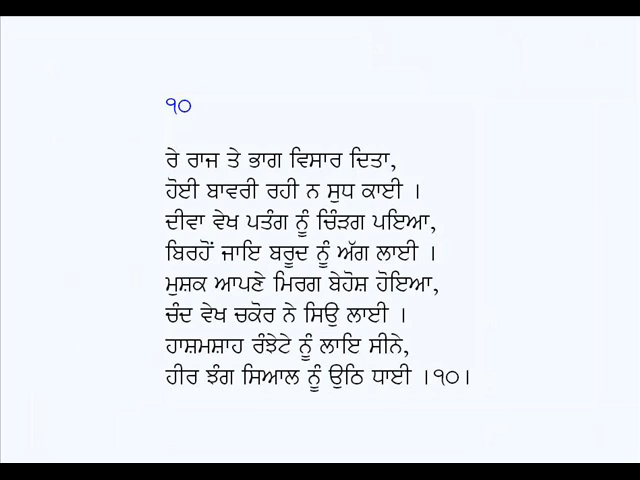 ੧੦
ਰੇ ਰਾਜ ਤੇ ਭਾਗ ਵਿਸਾਰ ਦਿਤਾ,
ਹੋਈ ਬਾਵਰੀ ਰਹੀ ਨ ਸੁਧ ਕਾਈ ।
ਦੀਵਾ ਵੇਖ ਪਤੰਗ ਨੂੰ ਚਿੰੜਗ ਪਇਆ,
ਬਿਰਹੋਂ ਜਾਇ ਬਰੂਦ ਨੂੰ ਅੱਗ ਲਾਈ ।
ਮੁਸ਼ਕ ਆਪਣੇ ਮਿਰਗ ਬੇਹੋਸ਼ ਹੋਇਆ,
ਚੰਦ ਵੇਖ ਚਕੋਰ ਨੇ ਸਿਉ ਲਾਈ ।
ਹਾਸ਼ਮਸ਼ਾਹ ਰੰਝੇਟੇ ਨੂੰ ਲਾਇ ਸੀਨੇ,
ਹੀਰ ਝੰਗ ਸਿਆਲ ਨੂੰ ਉਠਿ ਧਾਈ ।੧੦।